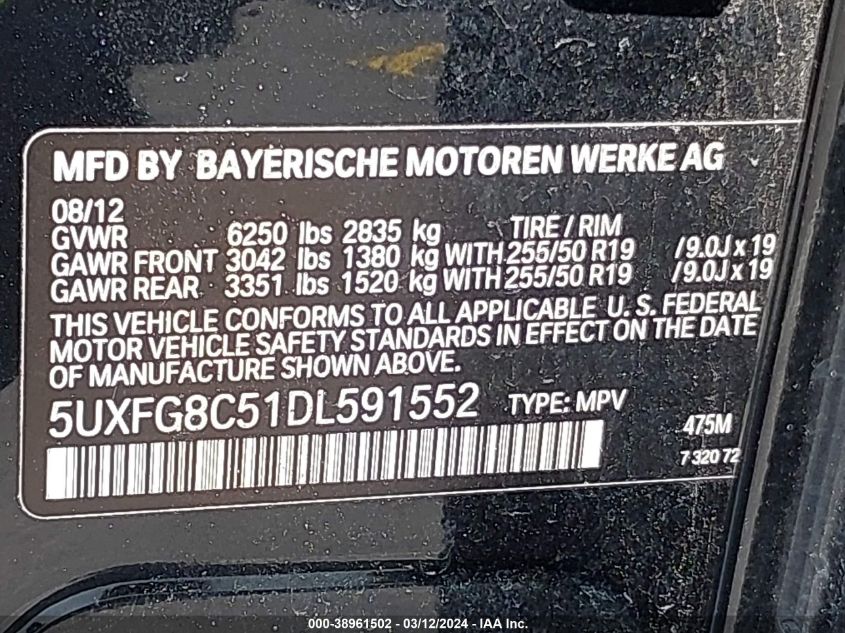 MFD BY BAYERISCHE MOTOREN WERKE AG
08/12 TIRE / RIM
GVWR 6250 lbs 2835 kg
GAWR FRONT 3042 lbs 1380 kg WITH 255/50 R19 /9.0J x 19
GAWR REAR 3351 lbs 1520 kg WITH 255/50 R19 /9.0J x 19
THIS VEHICLE CONFORMS TO ALL APPLICABLE U. S. FEDERAL
MOTOR VEHICLE SAFETY STANDARDS IN EFFECT ON THE DATE
OF MANUFACTURE SHOWN ABOVE.
5UXFG8C51DL591552 TYPE: MPV
475M
7 320 72
000-38961502 - 03/12/2024 - IAA Inc.